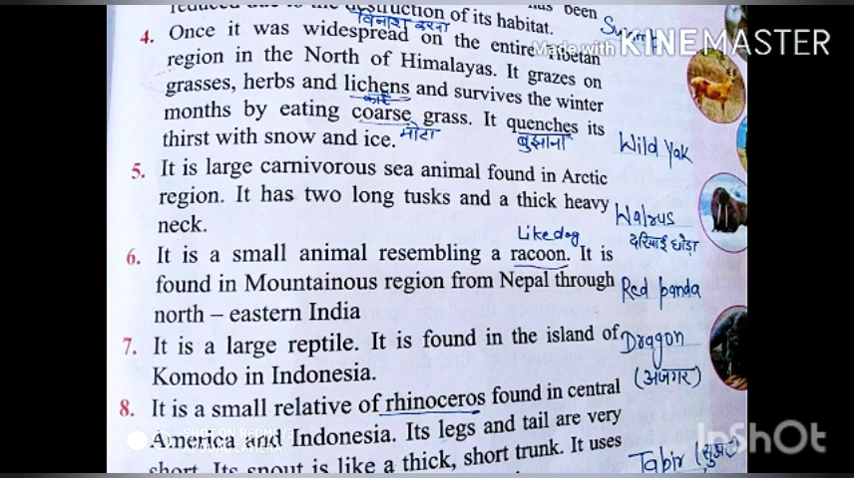 reduced due to the destruction of its habitat.
has been
विनाश करना
4. Once it was widespread on the entire Tibetan
region in the North of Himalayas. It grazes on
grasses, herbs and lichens and survives the winter
काई
months by eating coarse grass. It quenches its
thirst with snow and ice. मोटा
बुझाना
Wild Yak
5. It is large carnivorous sea animal found in Arctic
region. It has two long tusks and a thick heavy
neck.
Walrus
दरियाई घोड़ा
Like dog
6. It is a small animal resembling a racoon. It is
found in Mountainous region from Nepal through
north – eastern India
Red panda
7. It is a large reptile. It is found in the island of
Komodo in Indonesia.
Dragon
(अजगर)
8. It is a small relative of rhinoceros found in central
America and Indonesia. Its legs and tail are very
short. Its snout is like a thick, short trunk. It uses
Tabir
Made with KINEMASTER
InShOt